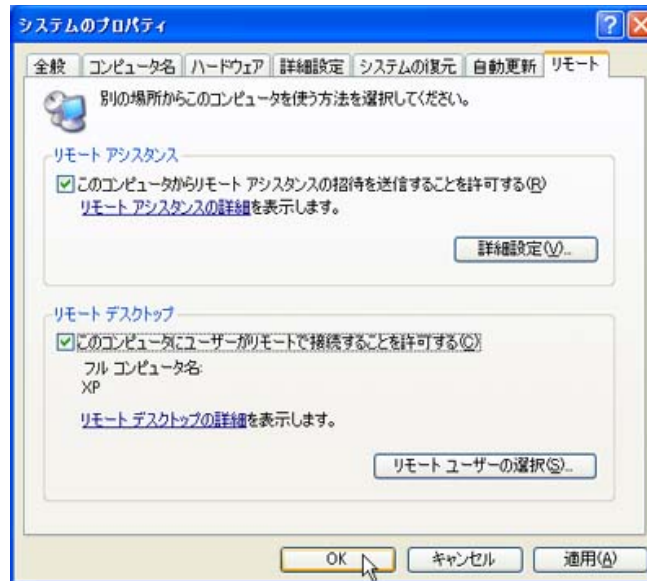 システムのプロパティ
全般 コンピュータ名 ハードウェア 詳細設定 システムの復元 自動更新 リモート
別の場所からこのコンピュータを使う方法を選択してください。
リモート アシスタンス
このコンピュータからリモート アシスタンスの招待を送信することを許可する(R)
リモート アシスタンスの詳細を表示します。
詳細設定(V)...
リモート デスクトップ
このコンピュータにユーザーがリモートで接続することを許可する(C)
フル コンピュータ名:
XP
リモート デスクトップの詳細を表示します。
リモート ユーザーの選択(S)...
OK キャンセル 適用(A)